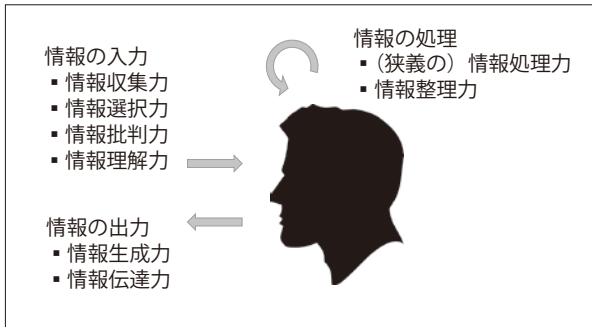 情報の入力
▪情報収集力
▪情報選択力
▪情報批判力
▪情報理解力
情報の処理
▪（狭義の）情報処理力
▪情報整理力
情報の出力
▪情報生成力
▪情報伝達力